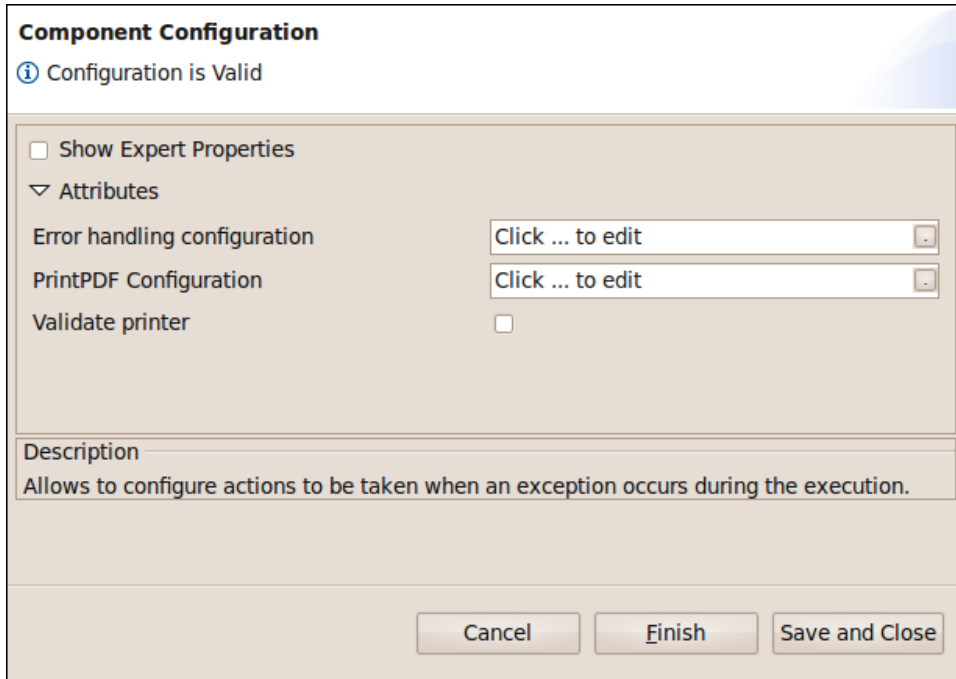 Component Configuration
Configuration is Valid
Show Expert Properties
Attributes
Error handling configuration Click ... to edit .
PrintPDF Configuration Click ... to edit .
Validate printer
Description
Allows to configure actions to be taken when an exception occurs during the execution.
Cancel Finish Save and Close